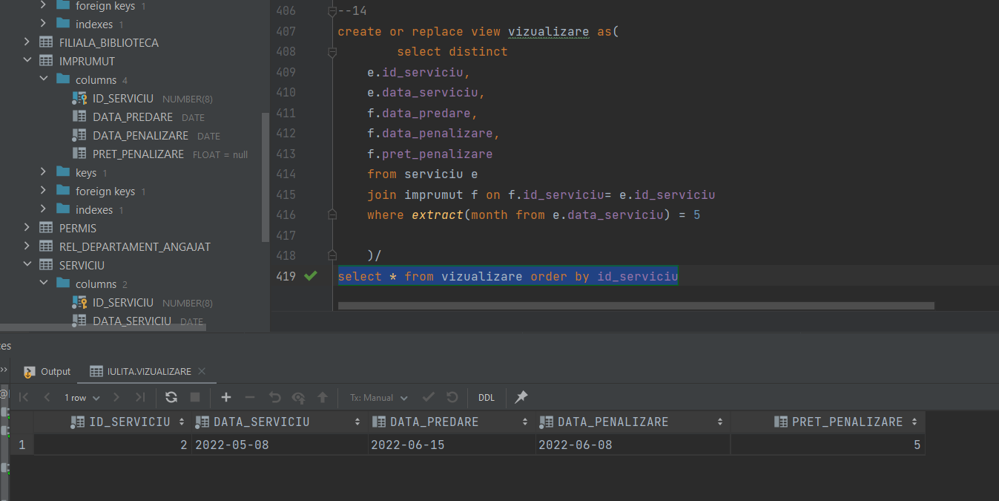 foreign keys 1
indexes 1
FILIALA_BIBLIOTECA
IMPRUMUT
columns 4
ID_SERVICIU NUMBER(8)
DATA_PREDARE DATE
DATA_PENALIZARE DATE
PRET_PENALIZARE FLOAT = null
keys 1
foreign keys 1
indexes 1
PERMIS
REL_DEPARTAMENT_ANGAJAT
SERVICIU
columns 2
ID_SERVICIU NUMBER(8)
DATA_SERVICIU DATE
406 --14
407 create or replace view vizualizare as(
408 select distinct
409 e.id_serviciu,
410 e.data_serviciu,
411 f.data_predare,
412 f.data_penalizare,
413 f.pret_penalizare
414 from serviciu e
415 join imprumut f on f.id_serviciu= e.id_serviciu
416 where extract(month from e.data_serviciu) = 5
417
418 )/
419 select * from vizualizare order by id_serviciu
ces
Output IULITA.VIZUALIZARE
1 row Tx: Manual DDL
ID_SERVICIU DATA_SERVICIU DATA_PREDARE DATA_PENALIZARE PRET_PENALIZARE
1 2 2022-05-08 2022-06-15 2022-06-08 5